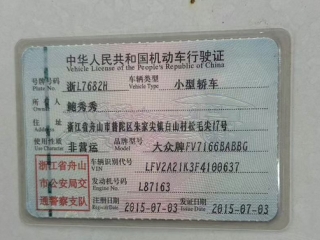 中华人民共和国机动车行驶证
Vehicle License of the People's Republic of China
号牌号码 浙L7682H 车辆类型 小型轿车
Plate No. Vehicle Type
所有人 鲍秀秀
Owner
住址 浙江省舟山市普陀区朱家尖镇白山村松毛尖17号
Address
使用性质 非营运 品牌型号 大众牌FV7166BABBG
Use Character Model
浙江省舟山 车辆识别代号 LFV2A21K3F4100637
VIN
市公安局交 发动机号码 L87163
Engine No.
通警察支队 注册日期 2015-07-03 发证日期 2015-07-03
Register Date Issue Date